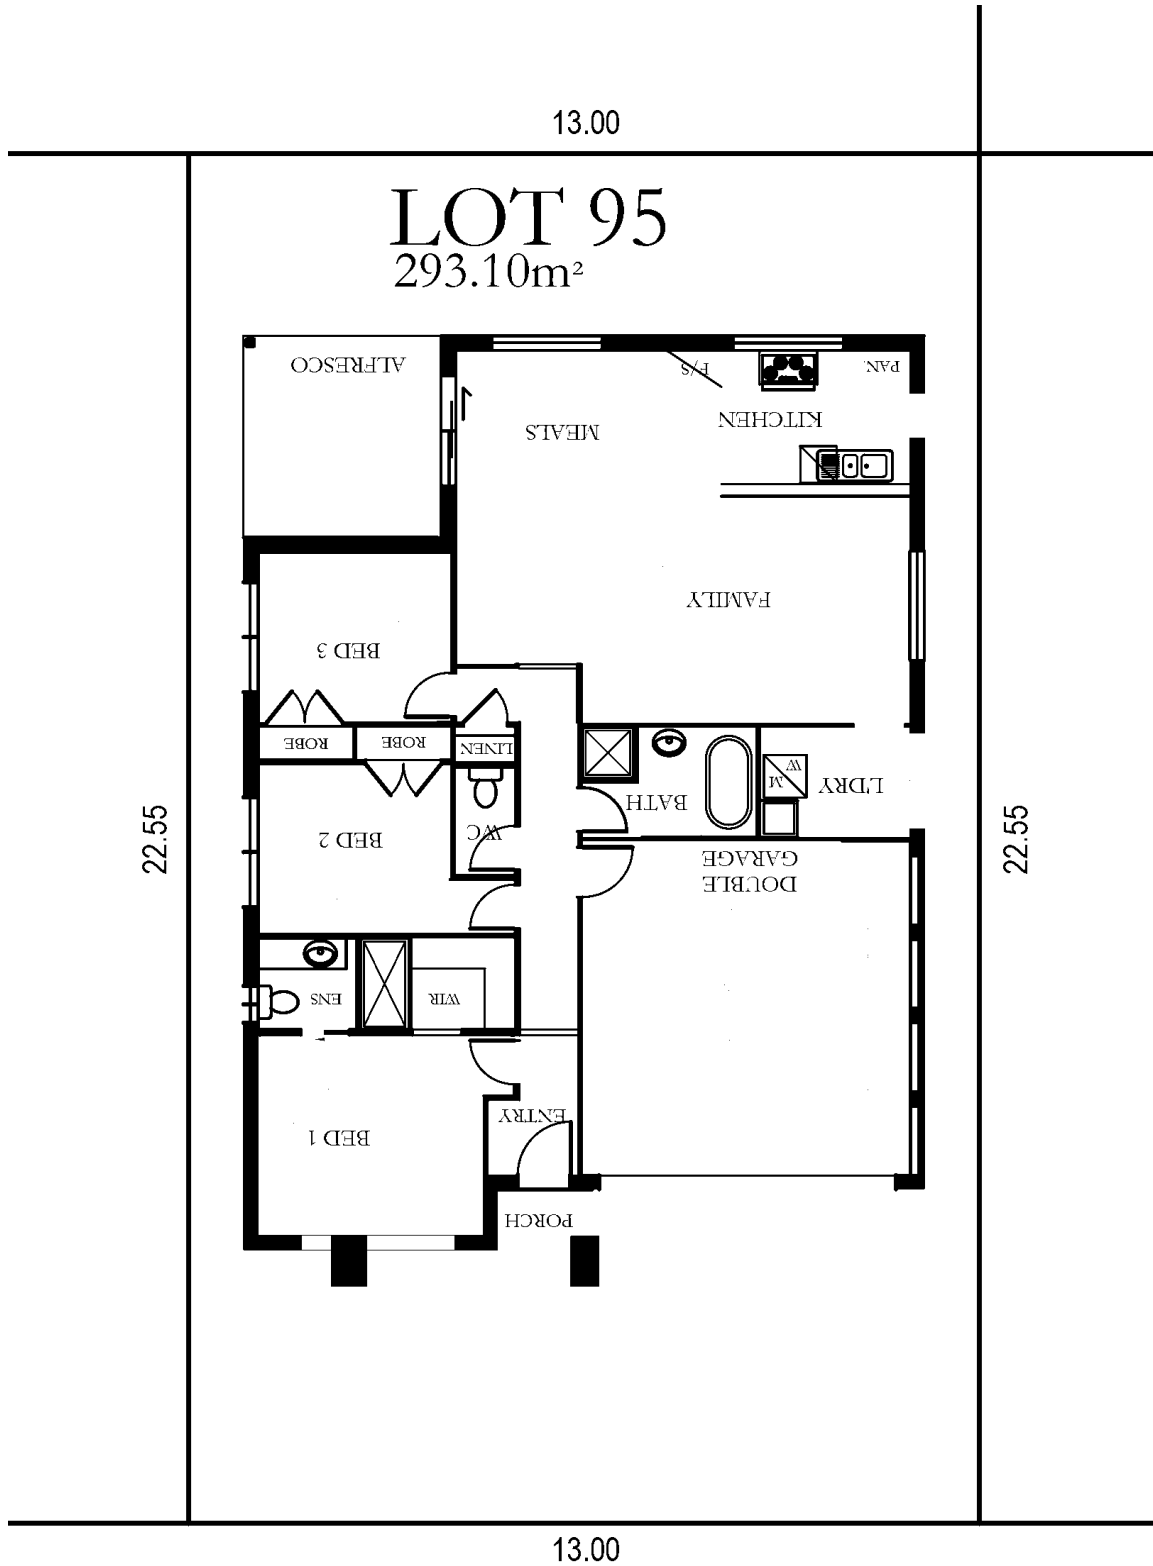 13.00
LOT 95
293.10m²
ALFRESCO
F/S
PAN.
KITCHEN
MEALS
FAMILY
BED 3
ROBE
ROBE
LINEN
W
M
L'DRY
BATH
WC
BED 2
22.55
22.55
DOUBLE
GARAGE
ENS
WIR
ENTRY
BED 1
PORCH
13.00